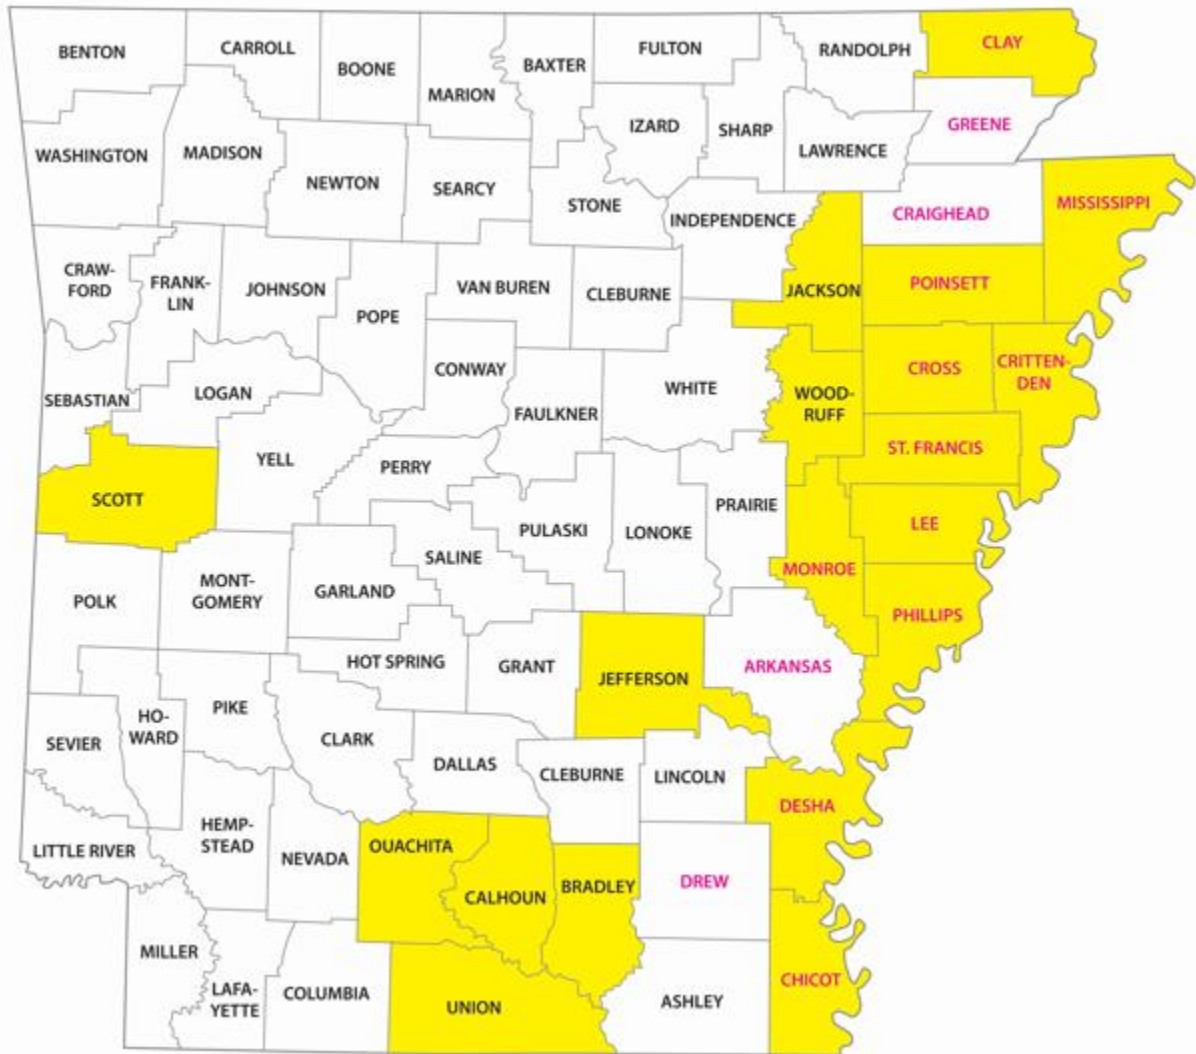 BENTON
CARROLL
BOONE
MARION
BAXTER
FULTON
RANDOLPH
CLAY
IZARD
SHARP
LAWRENCE
GREENE
WASHINGTON
MADISON
NEWTON
SEARCY
STONE
INDEPENDENCE
CRAIGHEAD
MISSISSIPPI
CRAW-
FORD
FRANK-
LIN
JOHNSON
POPE
VAN BUREN
CLEBURNE
JACKSON
POINSETT
SEBASTIAN
LOGAN
CONWAY
FAULKNER
WHITE
WOOD-
RUFF
CROSS
CRITTEN-
DEN
SCOTT
YELL
PERRY
PULASKI
LONOKE
PRAIRIE
ST. FRANCIS
LEE
POLK
MONT-
GOMERY
GARLAND
SALINE
MONROE
PHILLIPS
HOT SPRING
GRANT
JEFFERSON
ARKANSAS
SEVIER
HO-
WARD
PIKE
CLARK
DALLAS
CLEBURNE
LINCOLN
DESHA
LITTLE RIVER
HEMP-
STEAD
NEVADA
OUACHITA
CALHOUN
BRADLEY
DREW
MILLER
LAFA-
YETTE
COLUMBIA
UNION
ASHLEY
CHICOT